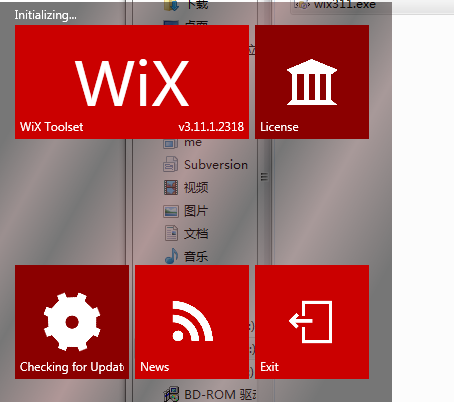 下载
wix311.exe
Initializing...
桌面
WiX
WiX Toolset
v3.11.1.2318
License
me
Subversion
视频
图片
文档
音乐
Checking for Updat
News
Exit
BD-ROM 驱